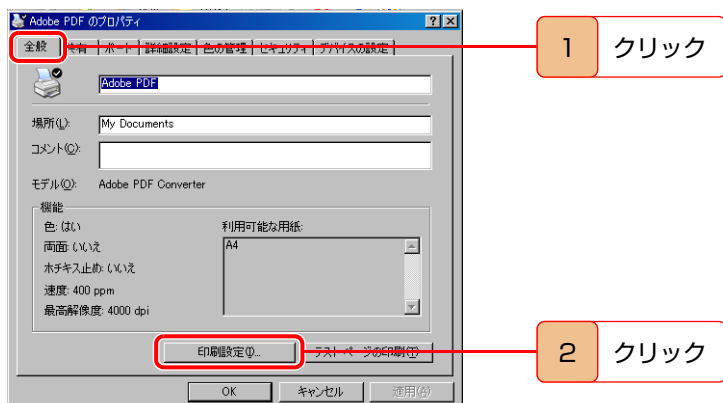 Adobe PDF のプロパティ
全般 共有 ポート 詳細設定 色の管理 セキュリティ デバイスの設定
1 クリック
Adobe PDF
場所(L): My Documents
コメント(C):
モデル(O): Adobe PDF Converter
機能
色: はい 利用可能な用紙:
両面: いいえ A4
ホチキス止め: いいえ
速度: 400 ppm
最高解像度: 4000 dpi
印刷設定(I)... テスト ページの印刷(T)
2 クリック
OK キャンセル 適用(A)